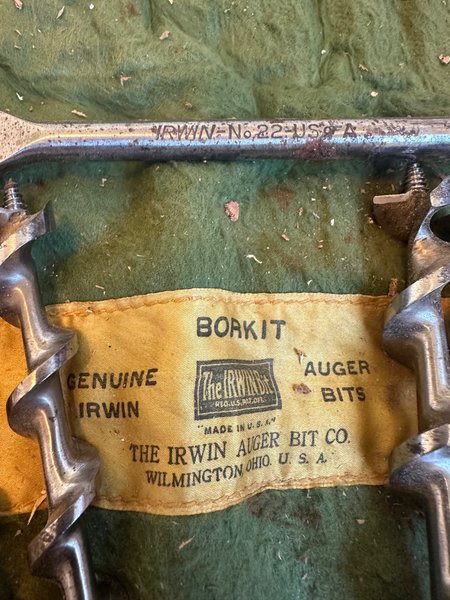 IRWIN-No.22-USofA
BORKIT
GENUINE
IRWIN
The IRWIN Bit
REG.U.S.PAT.OFF.
AUGER
BITS
"MADE IN U.S.A."
THE IRWIN AUGER BIT CO.
WILMINGTON, OHIO. U. S. A.